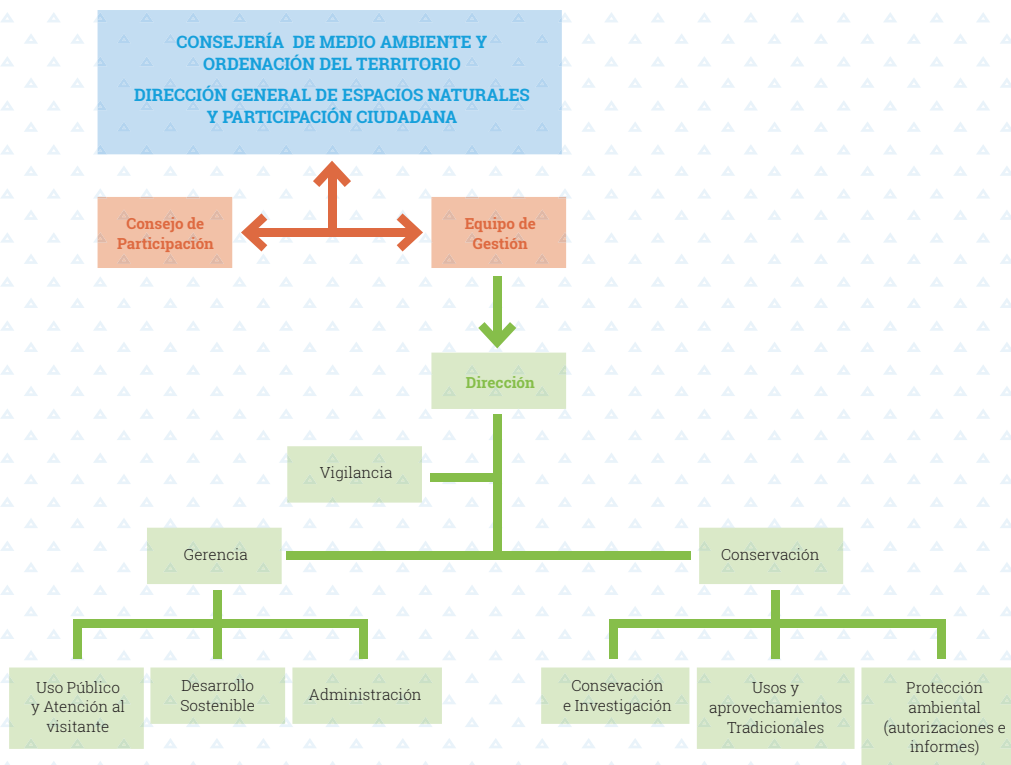 CONSEJERÍA DE MEDIO AMBIENTE Y
ORDENACIÓN DEL TERRITORIO
DIRECCIÓN GENERAL DE ESPACIOS NATURALES
Y PARTICIPACIÓN CIUDADANA
Consejo de
Participación
Equipo de
Gestión
Dirección
Vigilancia
Gerencia
Conservación
Uso Público
y Atención al
visitante
Desarrollo
Sostenible
Administración
Consevación
e Investigación
Usos y
aprovechamientos
Tradicionales
Protección
ambiental
(autorizaciones e
informes)